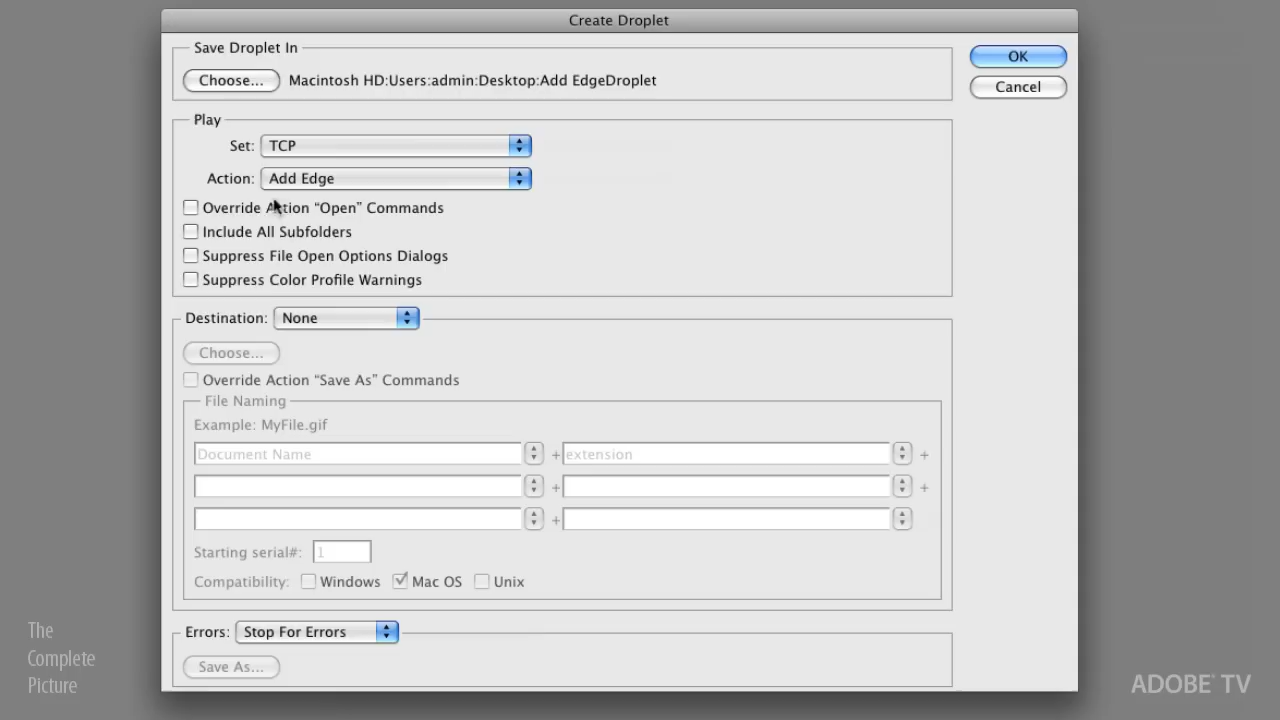 Create Droplet
Save Droplet In
Choose... Macintosh HD:Users:admin:Desktop:Add EdgeDroplet
OK
Cancel
Play
Set: TCP
Action: Add Edge
Override Action “Open” Commands
Include All Subfolders
Suppress File Open Options Dialogs
Suppress Color Profile Warnings
Destination: None
Choose...
Override Action “Save As” Commands
File Naming
Example: MyFile.gif
Document Name + extension +
+ +
+
Starting serial#: 1
Compatibility: Windows Mac OS Unix
Errors: Stop For Errors
Save As...
The
Complete
Picture
ADOBE® TV